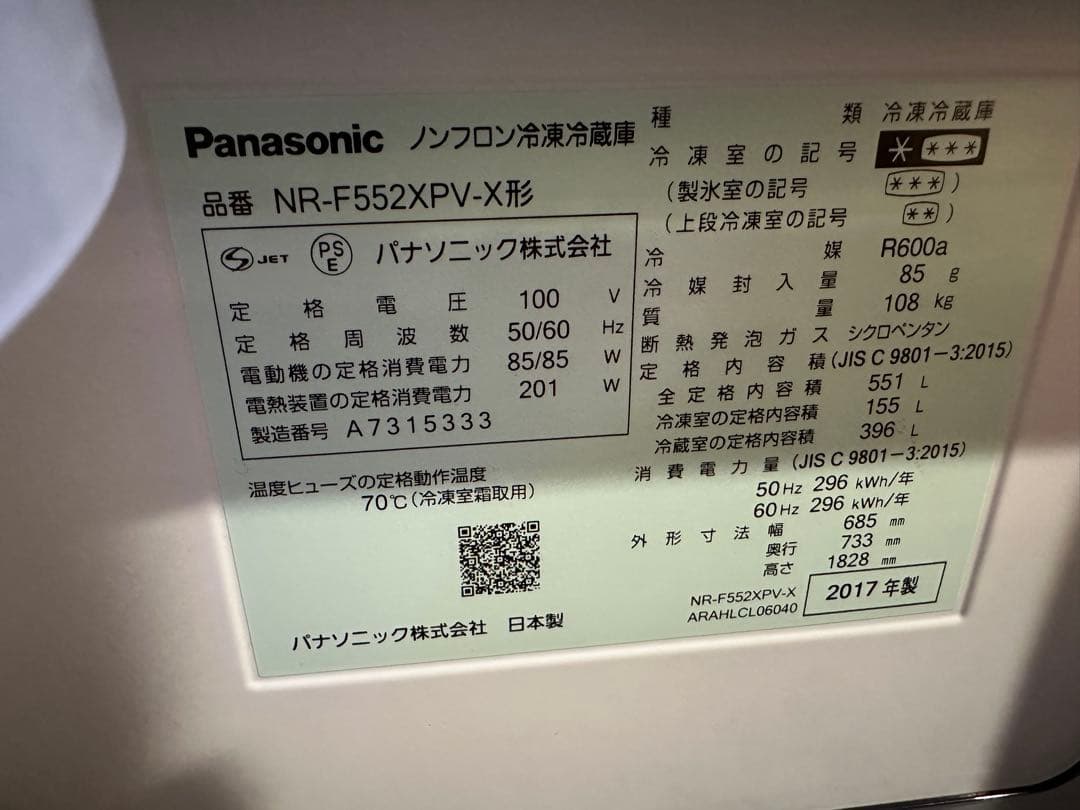 Panasonic ノンフロン冷凍冷蔵庫
品番 NR-F552XPV-X形
S JET PSE パナソニック株式会社
定格電圧 100 V
定格周波数 50/60 Hz
電動機の定格消費電力 85/85 W
電熱装置の定格消費電力 201 W
製造番号 A7315333
温度ヒューズの定格動作温度
70℃(冷凍室霜取用)
パナソニック株式会社 日本製
種類 冷凍冷蔵庫
冷凍室の記号 * ***
(製氷室の記号 ***)
(上段冷凍室の記号 **)
冷媒 R600a
冷媒封入量 85 g
質量 108 kg
断熱発泡ガス シクロペンタン
定格内容積 (JIS C 9801-3:2015)
全定格内容積 551 L
冷凍室の定格内容積 155 L
冷蔵室の定格内容積 396 L
消費電力量 (JIS C 9801-3:2015)
50Hz 296 kWh/年
60Hz 296 kWh/年
外形寸法 幅 685 mm
奥行 733 mm
高さ 1828 mm
NR-F552XPV-X
ARAHLCL06040
2017年製